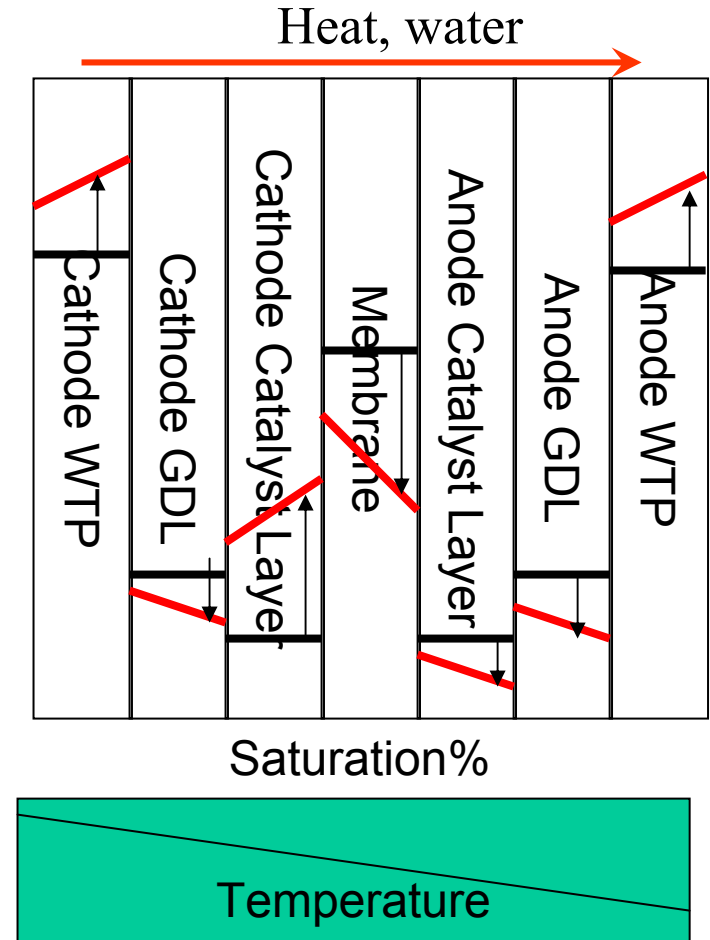 Heat, water
Cathode WTP
Cathode GDL
Cathode Catalyst Layer
Membrane
Anode Catalyst Layer
Anode GDL
Anode WTP
Saturation%
Temperature